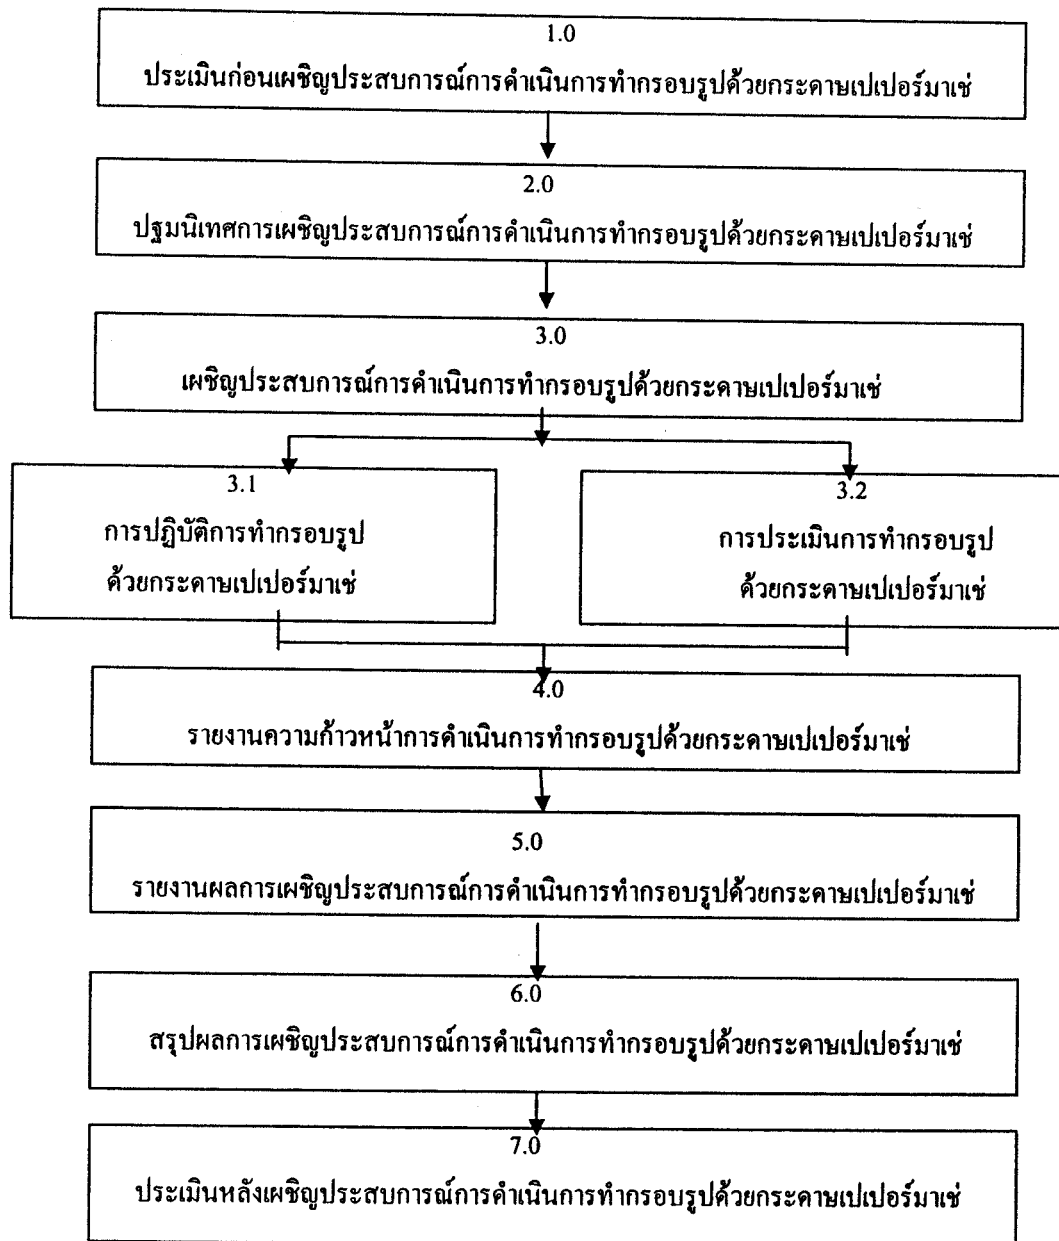 1.0
ประเมินก่อนเผชิญประสบการณ์การดำเนินการทำกรอบรูปด้วยกระดาษเปเปอร์มาเช่
2.0
ปฐมนิเทศการเผชิญประสบการณ์การดำเนินการทำกรอบรูปด้วยกระดาษเปเปอร์มาเช่
3.0
เผชิญประสบการณ์การดำเนินการทำกรอบรูปด้วยกระดาษเปเปอร์มาเช่
3.1
การปฏิบัติการทำกรอบรูป
ด้วยกระดาษเปเปอร์มาเช่
3.2
การประเมินการทำกรอบรูป
ด้วยกระดาษเปเปอร์มาเช่
4.0
รายงานความก้าวหน้าการดำเนินการทำกรอบรูปด้วยกระดาษเปเปอร์มาเช่
5.0
รายงานผลการเผชิญประสบการณ์การดำเนินการทำกรอบรูปด้วยกระดาษเปเปอร์มาเช่
6.0
สรุปผลการเผชิญประสบการณ์การดำเนินการทำกรอบรูปด้วยกระดาษเปเปอร์มาเช่
7.0
ประเมินหลังเผชิญประสบการณ์การดำเนินการทำกรอบรูปด้วยกระดาษเปเปอร์มาเช่